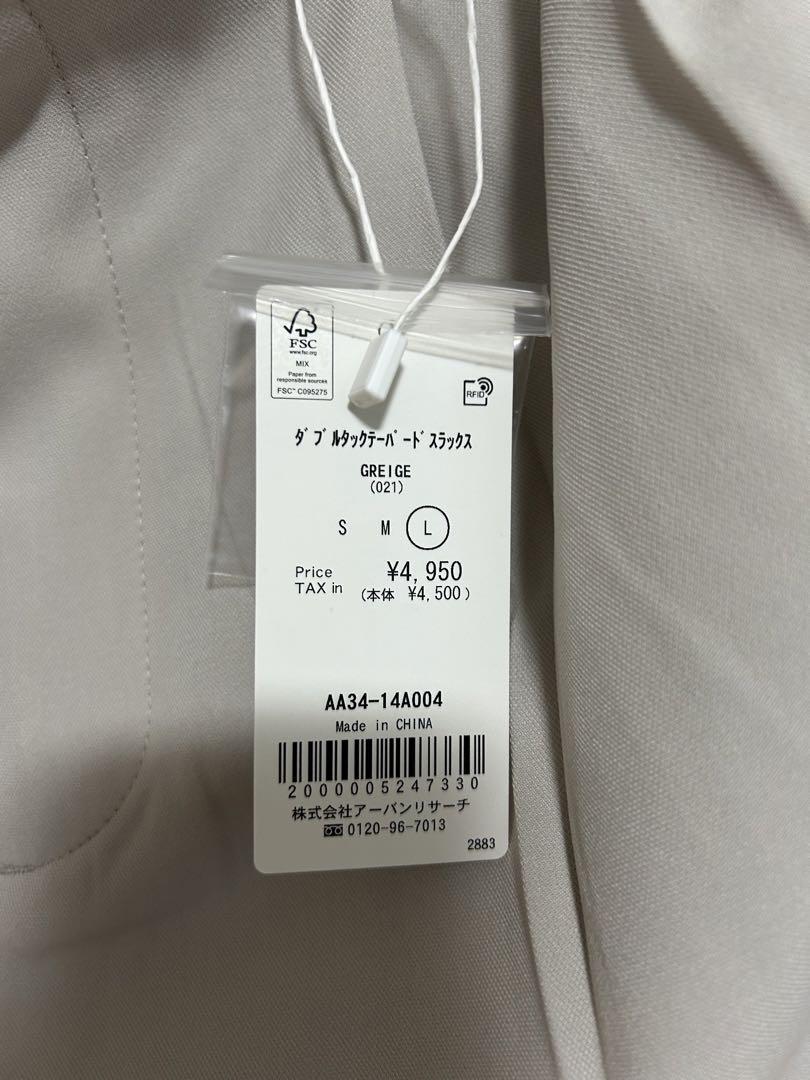 FSC
www.fsc.org
MIX
Paper from
responsible sources
FSC™ C095275
RFID
ダブルタックテーパードスラックス
GREIGE
(021)
S M L
Price ¥4,950
TAX in (本体 ¥4,500)
AA34-14A004
Made in CHINA
2000005247330
株式会社アーバンリサーチ
0120-96-7013
2883